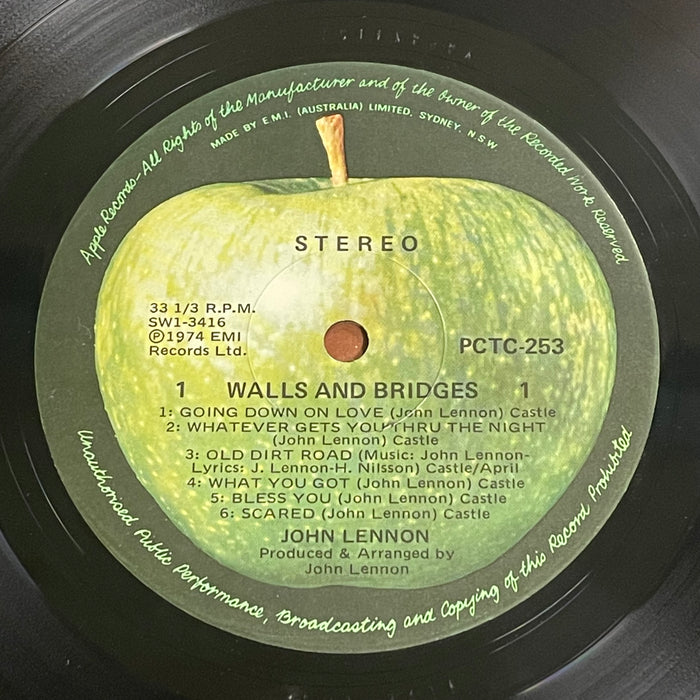 Apple Records-All Rights of the Manufacturer and of the Owner of the Recorded Work Reserved
MADE BY E.M.I. (AUSTRALIA) LIMITED, SYDNEY, N.S.W.
STEREO
33 1/3 R.P.M.
SW1-3416
Ⓟ1974 EMI
Records Ltd.
PCTC-253
1 WALLS AND BRIDGES 1
1: GOING DOWN ON LOVE (John Lennon) Castle
2: WHATEVER GETS YOU THRU THE NIGHT
(John Lennon) Castle
3: OLD DIRT ROAD (Music: John Lennon-
Lyrics: J. Lennon-H. Nilsson) Castle/April
4: WHAT YOU GOT (John Lennon) Castle
5: BLESS YOU (John Lennon) Castle
6: SCARED (John Lennon) Castle
JOHN LENNON
Produced & Arranged by
John Lennon
Unauthorised Public Performance, Broadcasting and Copying of this Record Prohibited